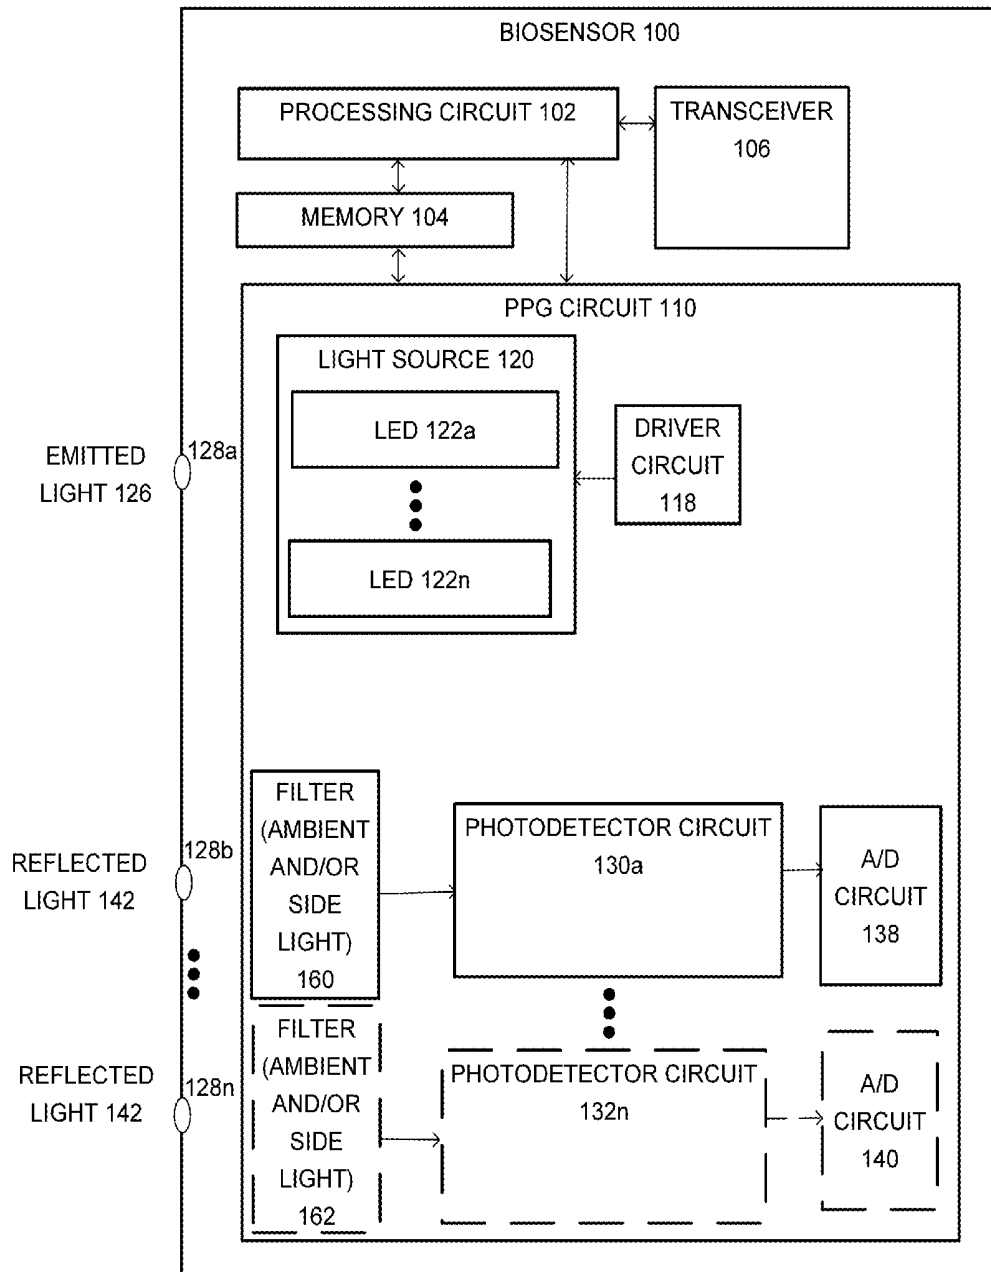 BIOSENSOR 100
PROCESSING CIRCUIT 102
TRANSCEIVER
106
MEMORY 104
PPG CIRCUIT 110
LIGHT SOURCE 120
LED 122a
LED 122n
DRIVER
CIRCUIT
118
EMITTED
LIGHT 126
128a
FILTER
(AMBIENT
AND/OR
SIDE
LIGHT)
160
PHOTODETECTOR CIRCUIT
130a
A/D
CIRCUIT
138
REFLECTED
LIGHT 142
128b
FILTER
(AMBIENT
AND/OR
SIDE
LIGHT)
162
PHOTODETECTOR CIRCUIT
132n
A/D
CIRCUIT
140
REFLECTED
LIGHT 142
128n